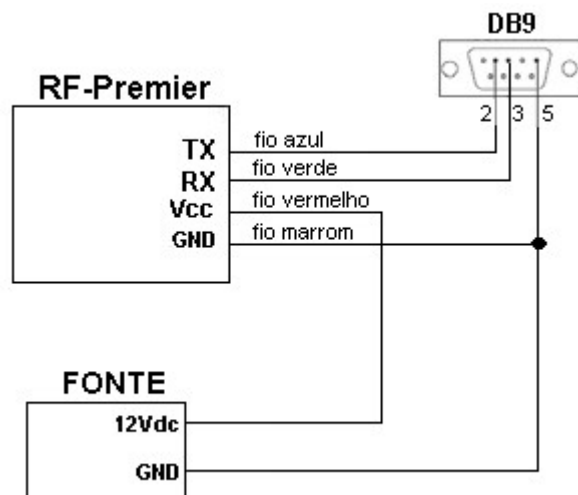 DB9
2 3 5
RF-Premier
TX fio azul
RX fio verde
Vcc fio vermelho
GND fio marrom
FONTE
12Vdc
GND